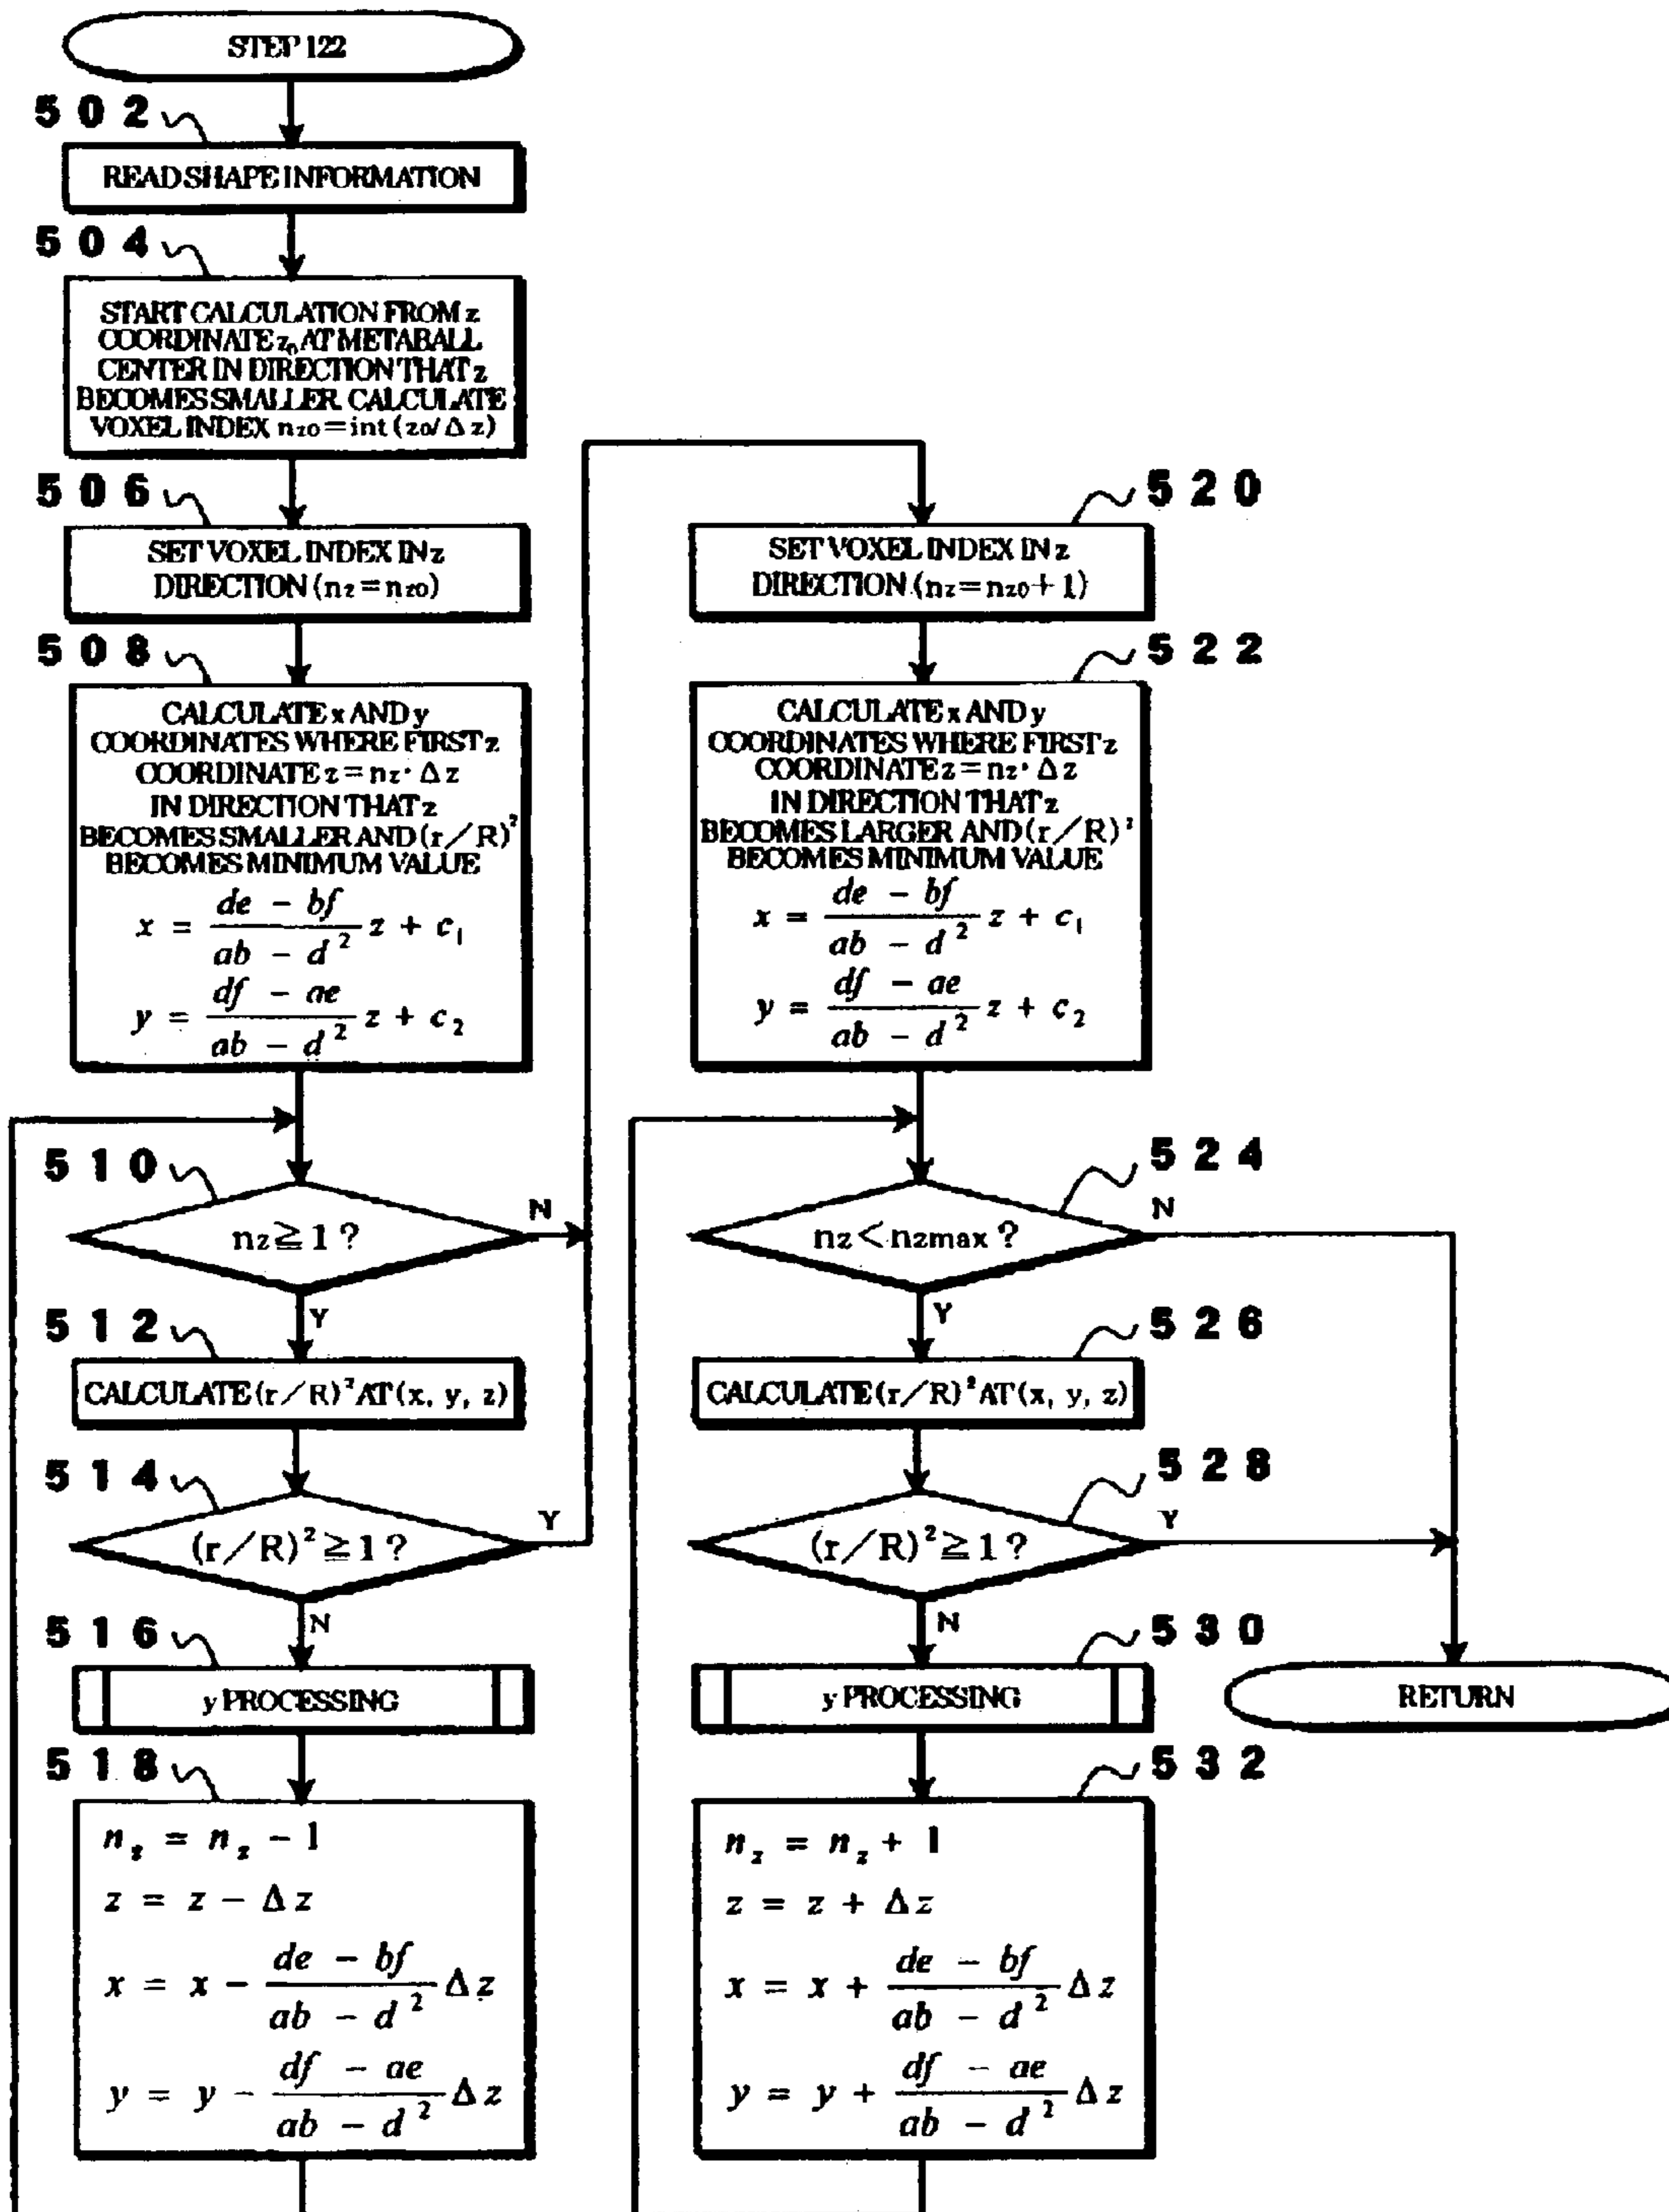 STEP 122
502
READ SHAPE INFORMATION
504
START CALCULATION FROM z
COORDINATE z₀ AT METABALL
CENTER IN DIRECTION THAT z
BECOMES SMALLER. CALCULATE
VOXEL INDEX nz0=int(z0/Δz)
506
SET VOXEL INDEX IN z
DIRECTION (nz=nz0)
508
CALCULATE x AND y
COORDINATES WHERE FIRST z
COORDINATE z=nz·Δz
IN DIRECTION THAT z
BECOMES SMALLER AND (r/R)²
BECOMES MINIMUM VALUE
x = (de − bf)/(ab − d²) z + c₁
y = (df − ae)/(ab − d²) z + c₂
510
nz≧1?
N
Y
512
CALCULATE (r/R)² AT (x, y, z)
514
(r/R)²≧1?
Y
N
516
y PROCESSING
518
nz = nz − 1
z = z − Δz
x = x − (de − bf)/(ab − d²) Δz
y = y − (df − ae)/(ab − d²) Δz
520
SET VOXEL INDEX IN z
DIRECTION (nz=nz0+1)
522
CALCULATE x AND y
COORDINATES WHERE FIRST z
COORDINATE z=nz·Δz
IN DIRECTION THAT z
BECOMES LARGER AND (r/R)²
BECOMES MINIMUM VALUE
x = (de − bf)/(ab − d²) z + c₁
y = (df − ae)/(ab − d²) z + c₂
524
nz<nzmax?
N
Y
526
CALCULATE (r/R)² AT (x, y, z)
528
(r/R)²≧1?
Y
N
530
y PROCESSING
RETURN
532
nz = nz + 1
z = z + Δz
x = x + (de − bf)/(ab − d²) Δz
y = y + (df − ae)/(ab − d²) Δz